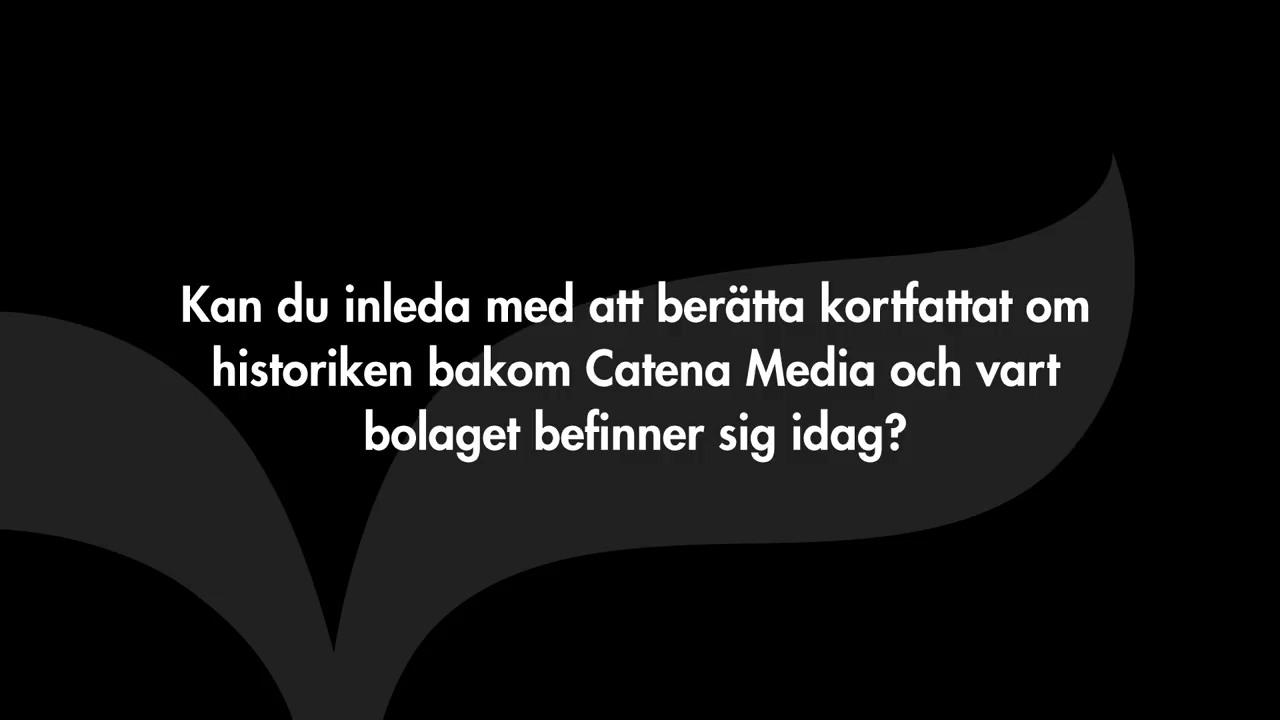 Kan du inleda med att berätta kortfattat om
historiken bakom Catena Media och vart
bolaget befinner sig idag?